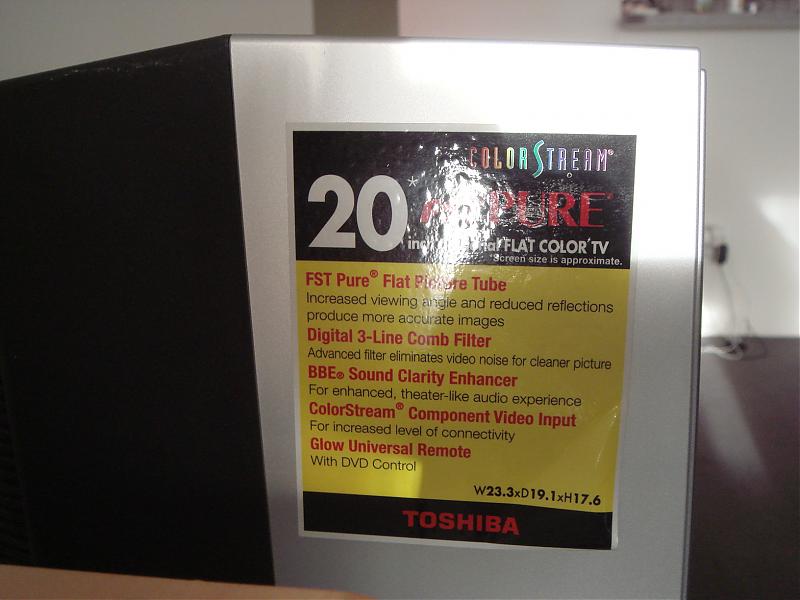 COLORSTREAM®
20* PURE
FLAT COLOR TV
*Screen size is approximate.
FST Pure® Flat Picture Tube
Increased viewing angle and reduced reflections
produce more accurate images
Digital 3-Line Comb Filter
Advanced filter eliminates video noise for cleaner picture
BBE® Sound Clarity Enhancer
For enhanced, theater-like audio experience
ColorStream® Component Video Input
For increased level of connectivity
Glow Universal Remote
With DVD Control
W23.3xD19.1xH17.6
TOSHIBA